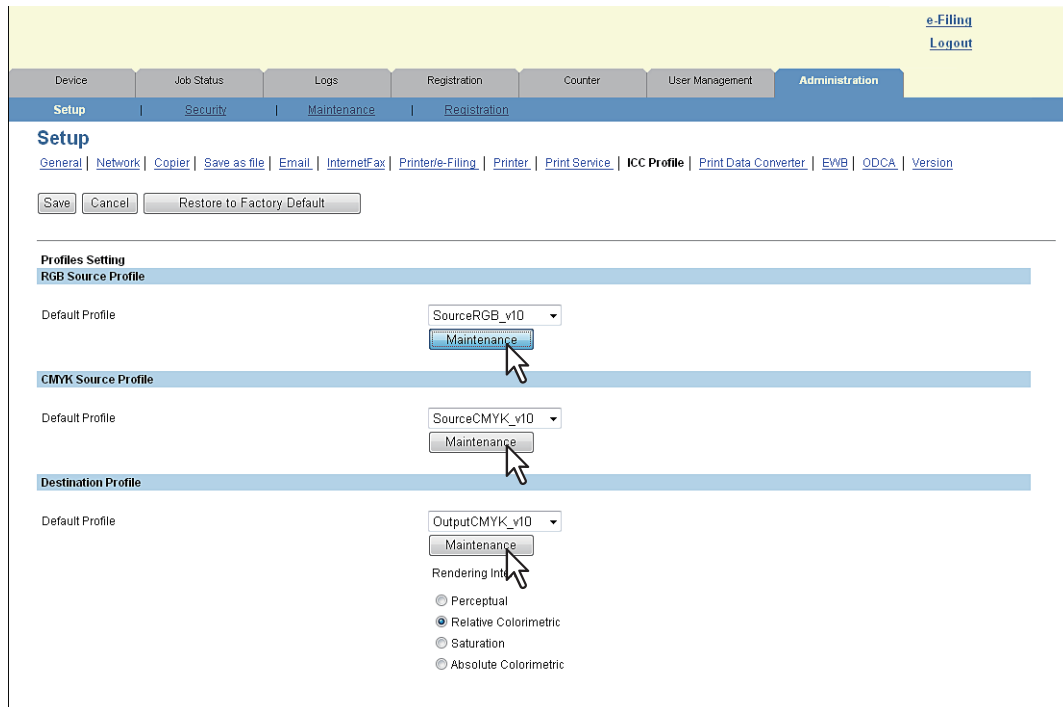 e-Filing
Logout
Device Job Status Logs Registration Counter User Management Administration
Setup | Security | Maintenance | Registration
Setup
General | Network | Copier | Save as file | Email | InternetFax | Printer/e-Filing | Printer | Print Service | ICC Profile | Print Data Converter | EWB | ODCA | Version
Save Cancel Restore to Factory Default
Profiles Setting
RGB Source Profile
Default Profile SourceRGB_v10
Maintenance
CMYK Source Profile
Default Profile SourceCMYK_v10
Maintenance
Destination Profile
Default Profile OutputCMYK_v10
Maintenance
Rendering
Perceptual
Relative Colorimetric
Saturation
Absolute Colorimetric